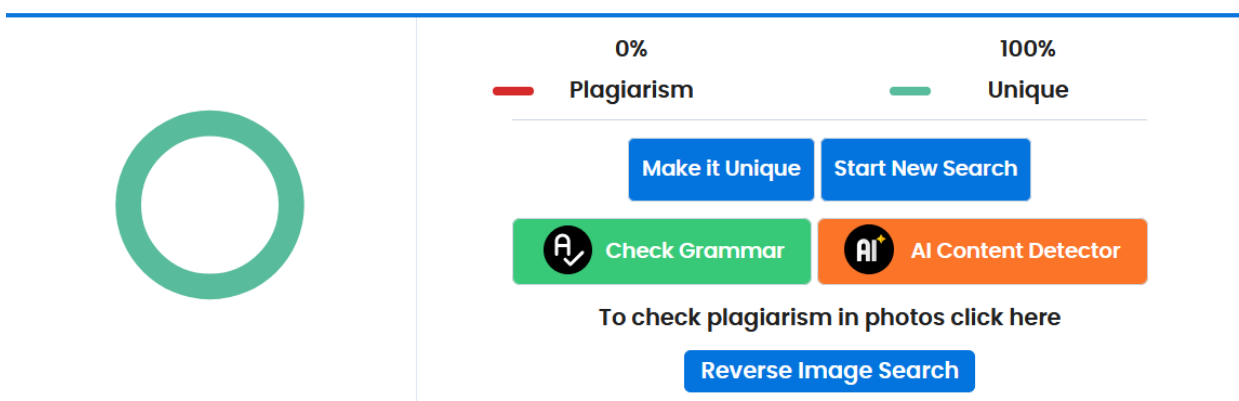 0% 100%
Plagiarism Unique
Make it Unique Start New Search
Check Grammar AI AI Content Detector
To check plagiarism in photos click here
Reverse Image Search